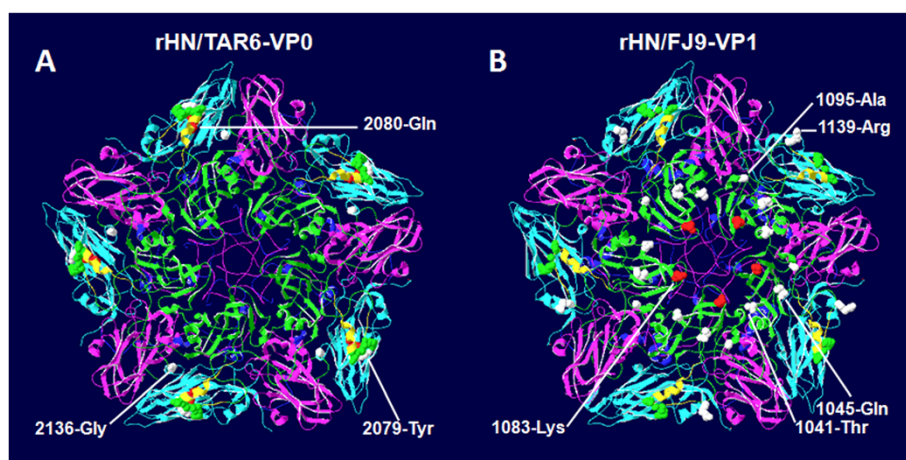 rHN/TAR6-VP0
A
2080-Gln
2136-Gly
2079-Tyr
rHN/FJ9-VP1
B
1095-Ala
1139-Arg
1045-Gln
1083-Lys
1041-Thr